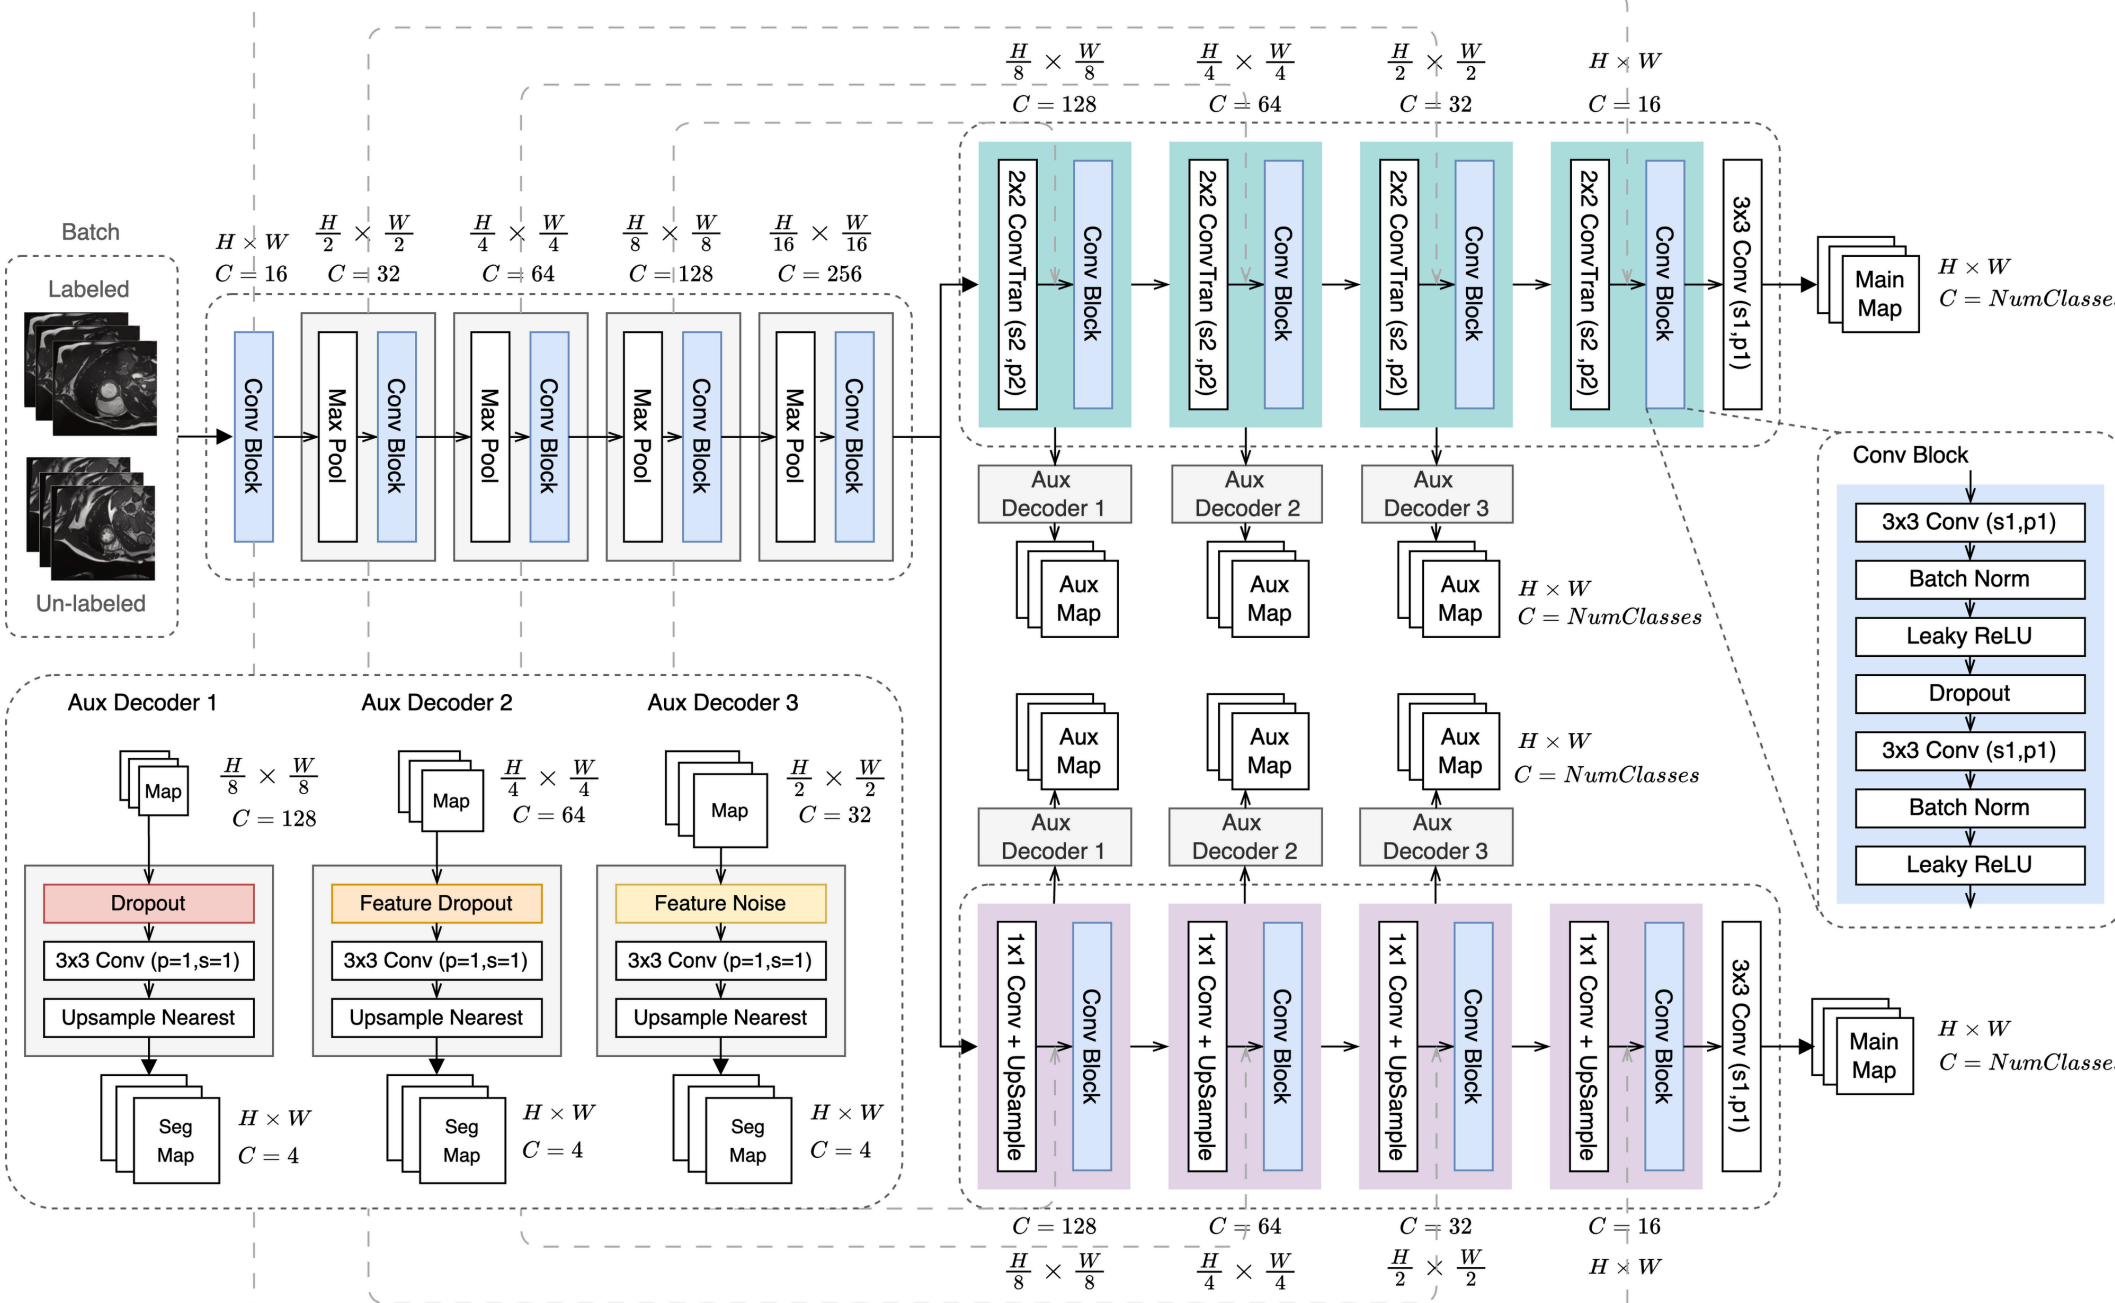 H/8 × W/8
C = 128
H/4 × W/4
C = 64
H/2 × W/2
C = 32
H × W
C = 16
Batch
Labeled
Un-labeled
H × W
C = 16
H/2 × W/2
C = 32
H/4 × W/4
C = 64
H/8 × W/8
C = 128
H/16 × W/16
C = 256
Conv Block
Max Pool
Conv Block
Max Pool
Conv Block
Max Pool
Conv Block
Max Pool
Conv Block
2x2 ConvTran (s2 ,p2)
Conv Block
2x2 ConvTran (s2 ,p2)
Conv Block
2x2 ConvTran (s2 ,p2)
Conv Block
2x2 ConvTran (s2 ,p2)
Conv Block
3x3 Conv (s1,p1)
Main
Map
H × W
C = NumClasses
Aux
Decoder 1
Aux
Decoder 2
Aux
Decoder 3
Aux
Map
Aux
Map
Aux
Map
H × W
C = NumClasses
Conv Block
3x3 Conv (s1,p1)
Batch Norm
Leaky ReLU
Dropout
3x3 Conv (s1,p1)
Batch Norm
Leaky ReLU
Aux
Map
Aux
Map
Aux
Map
H × W
C = NumClasses
Aux
Decoder 1
Aux
Decoder 2
Aux
Decoder 3
1x1 Conv + UpSample
Conv Block
1x1 Conv + UpSample
Conv Block
1x1 Conv + UpSample
Conv Block
1x1 Conv + UpSample
Conv Block
3x3 Conv (s1,p1)
Main
Map
H × W
C = NumClasses
C = 128
H/8 × W/8
C = 64
H/4 × W/4
C = 32
H/2 × W/2
C = 16
H × W
Aux Decoder 1
Map
H/8 × W/8
C = 128
Dropout
3x3 Conv (p=1,s=1)
Upsample Nearest
Seg
Map
H × W
C = 4
Aux Decoder 2
Map
H/4 × W/4
C = 64
Feature Dropout
3x3 Conv (p=1,s=1)
Upsample Nearest
Seg
Map
H × W
C = 4
Aux Decoder 3
Map
H/2 × W/2
C = 32
Feature Noise
3x3 Conv (p=1,s=1)
Upsample Nearest
Seg
Map
H × W
C = 4